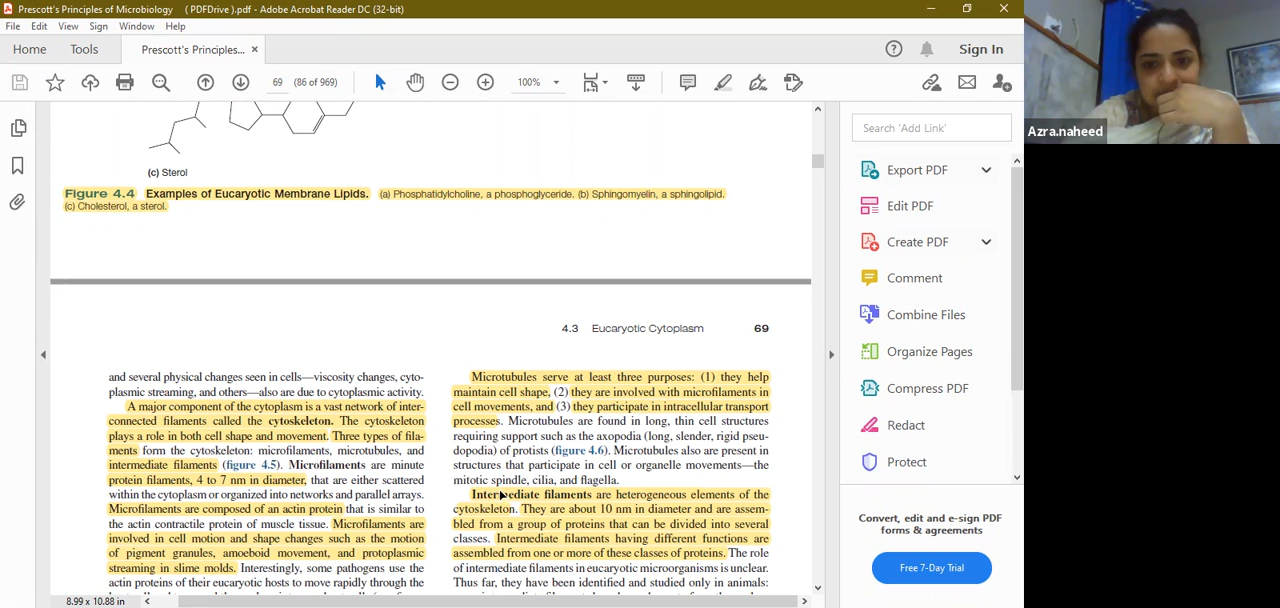 Prescott's Principles of Microbiology ( PDFDrive ).pdf - Adobe Acrobat Reader DC (32-bit)
File Edit View Sign Window Help
Home Tools Prescott's Principles... × Sign In
69 (86 of 969) 100%
(c) Sterol
Figure 4.4 Examples of Eucaryotic Membrane Lipids. (a) Phosphatidylcholine, a phosphoglyceride. (b) Sphingomyelin, a sphingolipid.
(c) Cholesterol, a sterol.
4.3 Eucaryotic Cytoplasm 69
and several physical changes seen in cells—viscosity changes, cyto-
plasmic streaming, and others—also are due to cytoplasmic activity.
A major component of the cytoplasm is a vast network of inter-
connected filaments called the cytoskeleton. The cytoskeleton
plays a role in both cell shape and movement. Three types of fila-
ments form the cytoskeleton: microfilaments, microtubules, and
intermediate filaments (figure 4.5). Microfilaments are minute
protein filaments, 4 to 7 nm in diameter, that are either scattered
within the cytoplasm or organized into networks and parallel arrays.
Microfilaments are composed of an actin protein that is similar to
the actin contractile protein of muscle tissue. Microfilaments are
involved in cell motion and shape changes such as the motion
of pigment granules, amoeboid movement, and protoplasmic
streaming in slime molds. Interestingly, some pathogens use the
actin proteins of their eucaryotic hosts to move rapidly through the
Microtubules serve at least three purposes: (1) they help
maintain cell shape, (2) they are involved with microfilaments in
cell movements, and (3) they participate in intracellular transport
processes. Microtubules are found in long, thin cell structures
requiring support such as the axopodia (long, slender, rigid pseu-
dopodia) of protists (figure 4.6). Microtubules also are present in
structures that participate in cell or organelle movements—the
mitotic spindle, cilia, and flagella.
Intermediate filaments are heterogeneous elements of the
cytoskeleton. They are about 10 nm in diameter and are assem-
bled from a group of proteins that can be divided into several
classes. Intermediate filaments having different functions are
assembled from one or more of these classes of proteins. The role
of intermediate filaments in eucaryotic microorganisms is unclear.
Thus far, they have been identified and studied only in animals:
8.99 x 10.88 in
Search 'Add Link'
Export PDF
Edit PDF
Create PDF
Comment
Combine Files
Organize Pages
Compress PDF
Redact
Protect
Convert, edit and e-sign PDF
forms & agreements
Free 7-Day Trial
Azra.naheed